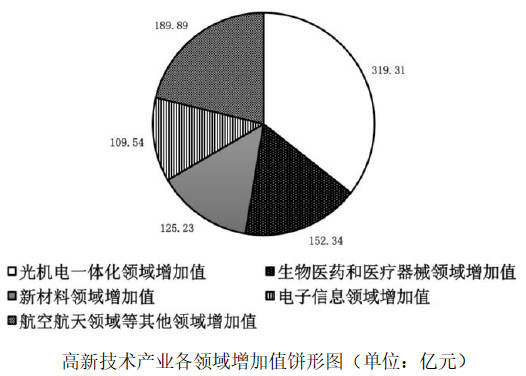 189.89
319.31
109.54
125.23
152.34
光机电一体化领域增加值 生物医药和医疗器械领域增加值
新材料领域增加值 电子信息领域增加值
航空航天领域等其他领域增加值
高新技术产业各领域增加值饼形图（单位：亿元）